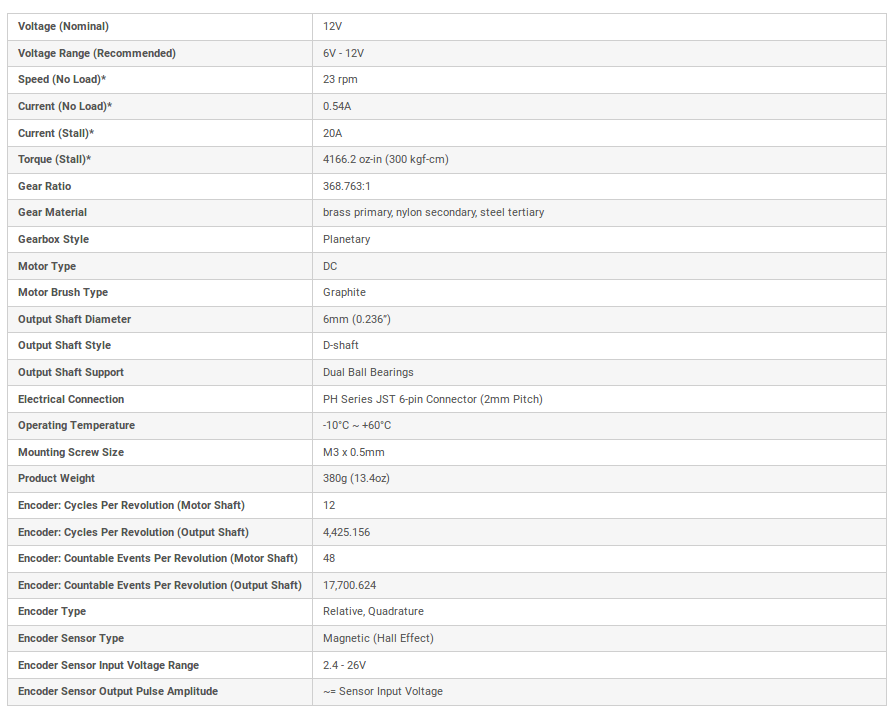 Voltage (Nominal) 12V
Voltage Range (Recommended) 6V - 12V
Speed (No Load)* 23 rpm
Current (No Load)* 0.54A
Current (Stall)* 20A
Torque (Stall)* 4166.2 oz-in (300 kgf-cm)
Gear Ratio 368.763:1
Gear Material brass primary, nylon secondary, steel tertiary
Gearbox Style Planetary
Motor Type DC
Motor Brush Type Graphite
Output Shaft Diameter 6mm (0.236”)
Output Shaft Style D-shaft
Output Shaft Support Dual Ball Bearings
Electrical Connection PH Series JST 6-pin Connector (2mm Pitch)
Operating Temperature -10°C ~ +60°C
Mounting Screw Size M3 x 0.5mm
Product Weight 380g (13.4oz)
Encoder: Cycles Per Revolution (Motor Shaft) 12
Encoder: Cycles Per Revolution (Output Shaft) 4,425.156
Encoder: Countable Events Per Revolution (Motor Shaft) 48
Encoder: Countable Events Per Revolution (Output Shaft) 17,700.624
Encoder Type Relative, Quadrature
Encoder Sensor Type Magnetic (Hall Effect)
Encoder Sensor Input Voltage Range 2.4 - 26V
Encoder Sensor Output Pulse Amplitude ~= Sensor Input Voltage